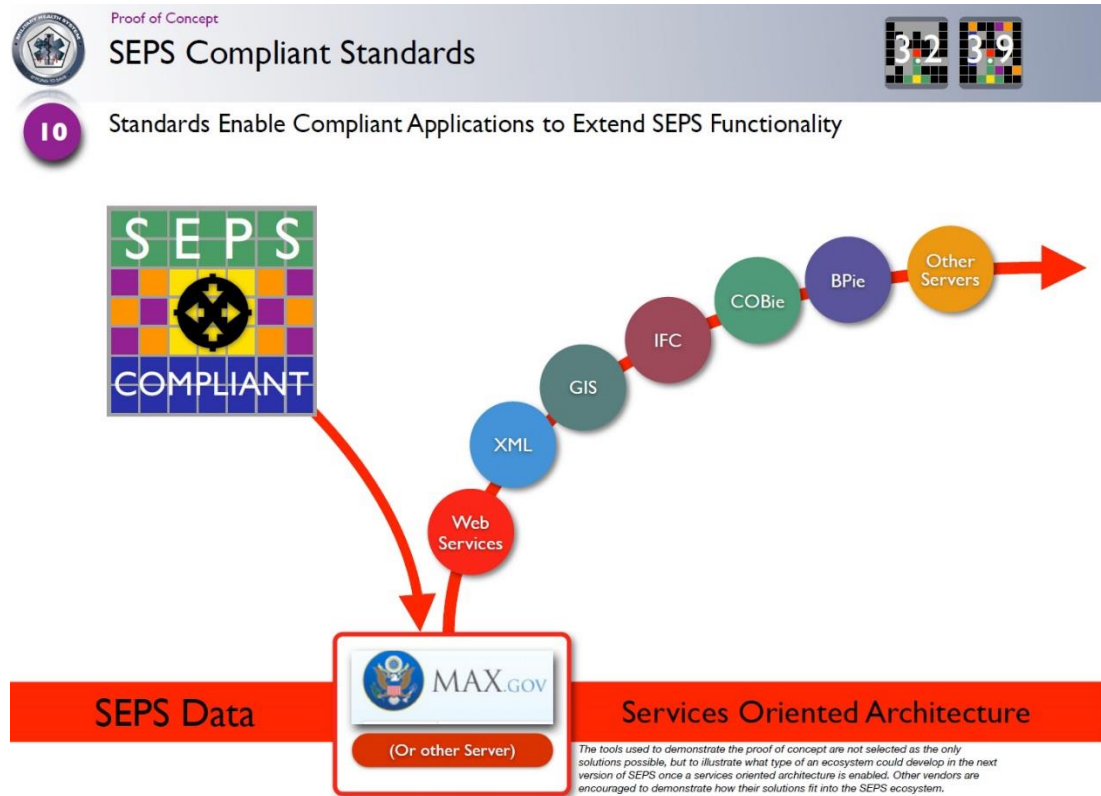 Proof of Concept
SEPS Compliant Standards
3.2 3.9
10
Standards Enable Compliant Applications to Extend SEPS Functionality
SEPS
COMPLIANT
Other
Servers
BPie
COBie
IFC
GIS
XML
Web
Services
MAX.GOV
SEPS Data
Services Oriented Architecture
(Or other Server)
The tools used to demonstrate the proof of concept are not selected as the only
solutions possible, but to illustrate what type of an ecosystem could develop in the next
version of SEPS once a services oriented architecture is enabled. Other vendors are
encouraged to demonstrate how their solutions fit into the SEPS ecosystem.